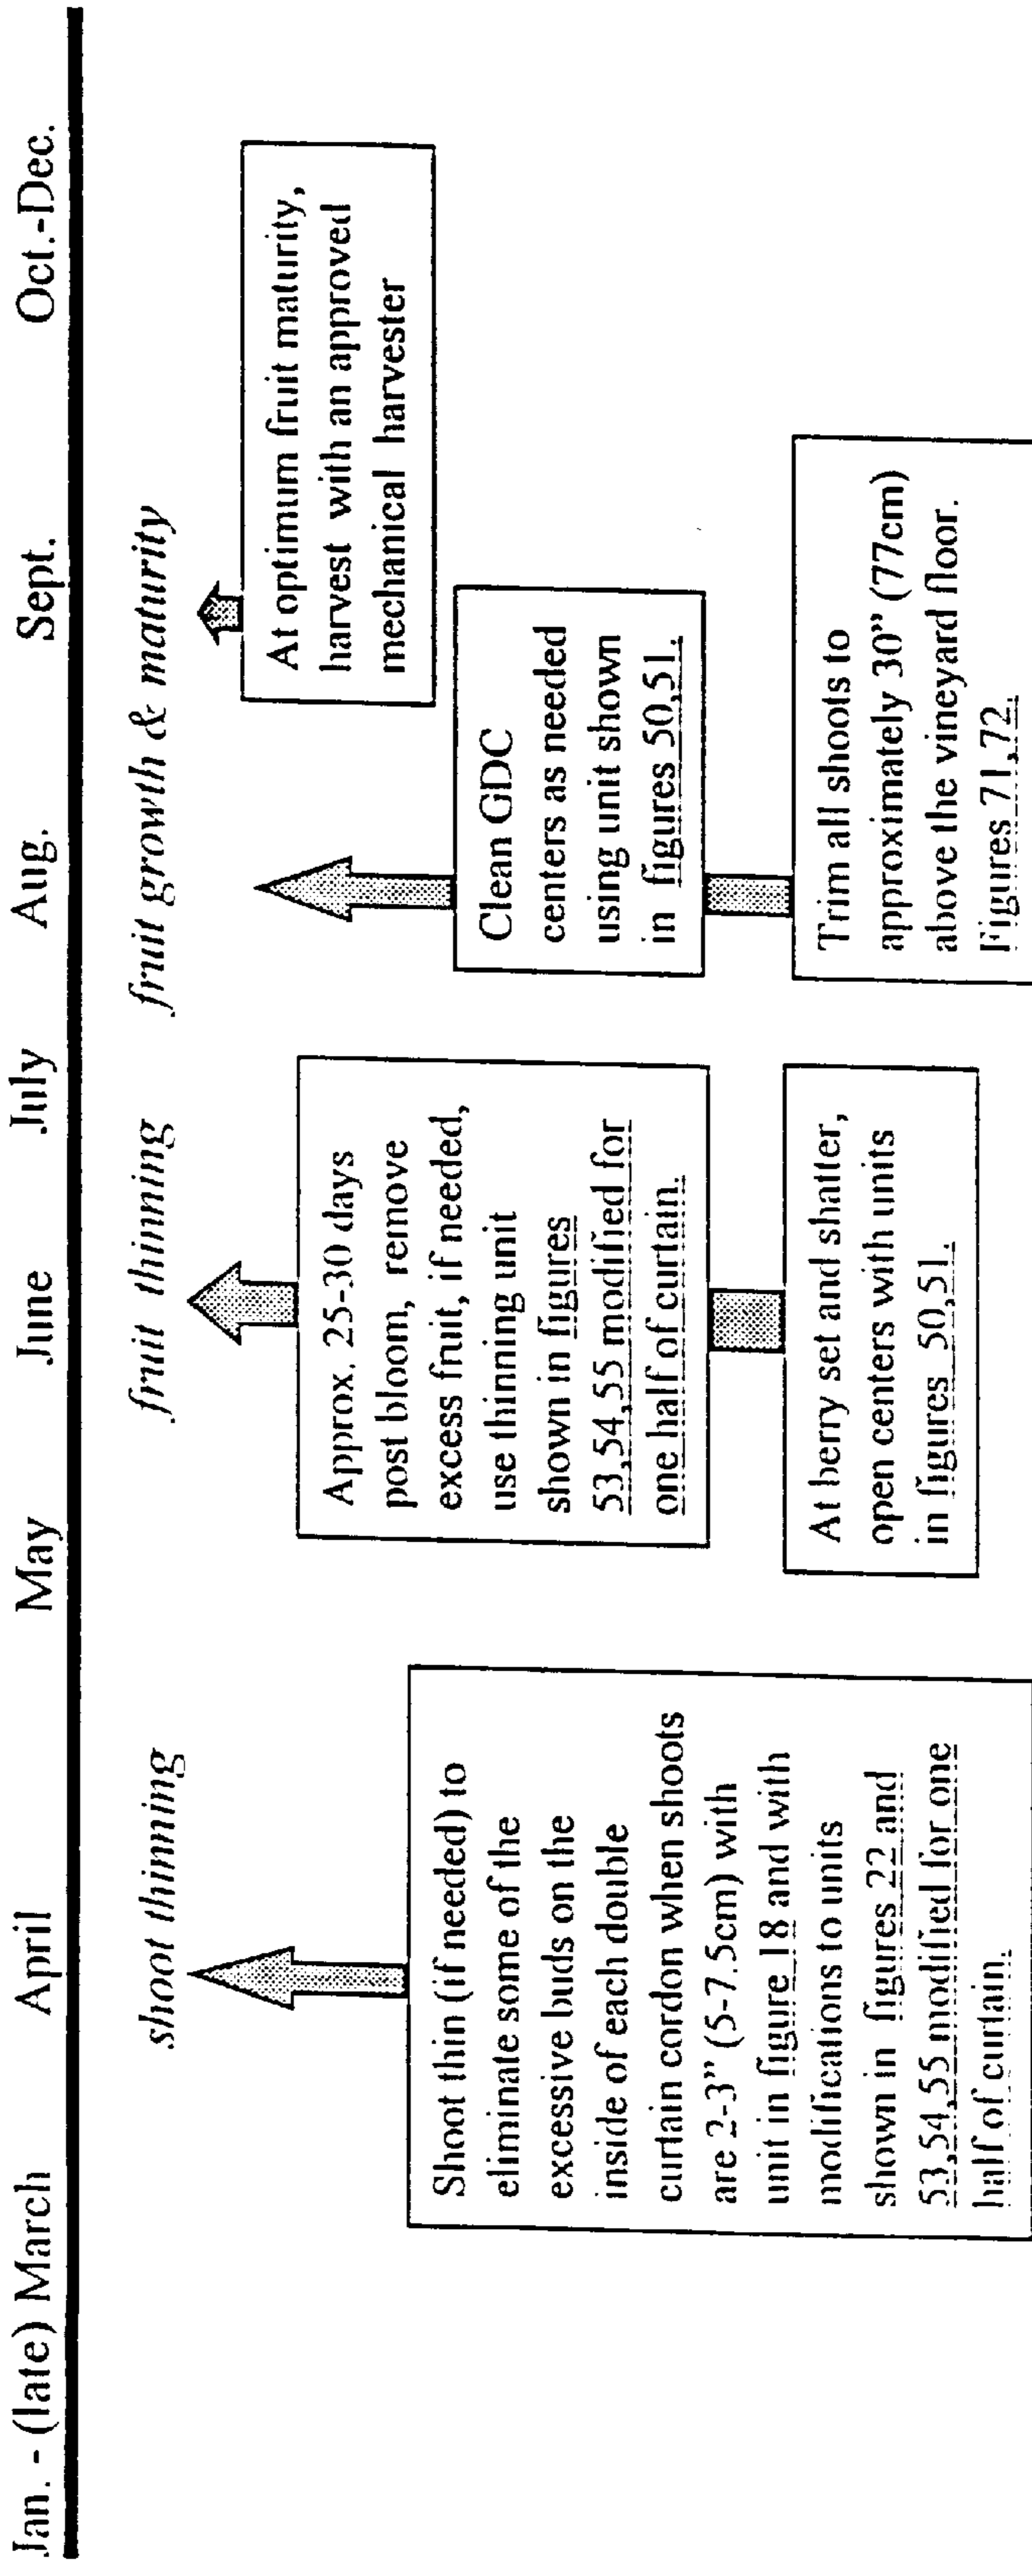 Jan. - (late) March April May June July Aug. Sept. Oct.-Dec.
shoot thinning
fruit thinning
fruit growth & maturity
Shoot thin (if needed) to
eliminate some of the
excessive buds on the
inside of each double
curtain cordon when shoots
are 2-3” (5-7.5cm) with
unit in figure 18 and with
modifications to units
shown in figures 22 and
53,54,55 modified for one
half of curtain.
Approx. 25-30 days
post bloom, remove
excess fruit, if needed,
use thinning unit
shown in figures
53,54,55 modified for
one half of curtain.
At berry set and shatter,
open centers with units
in figures 50,51.
At optimum fruit maturity,
harvest with an approved
mechanical harvester
Clean GDC
centers as needed
using unit shown
in figures 50,51.
Trim all shoots to
approximately 30” (77cm)
above the vineyard floor.
Figures 71,72.